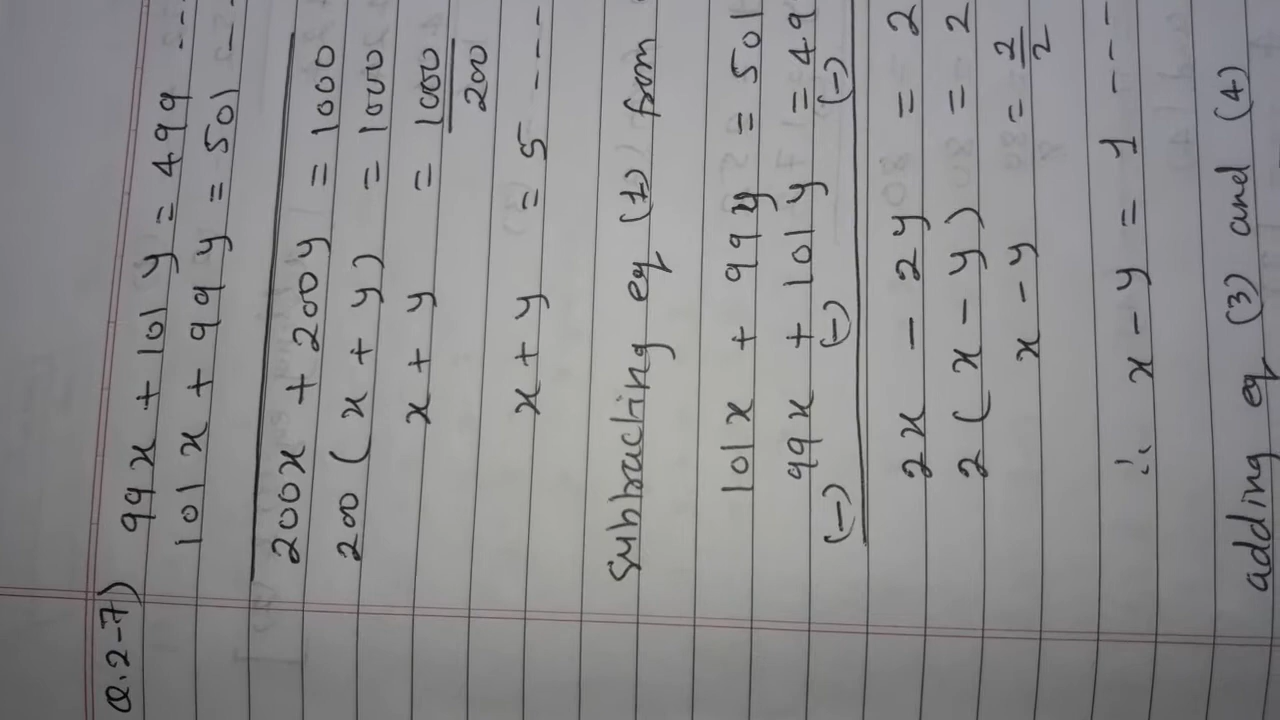 Q.2-7) 99x + 101y = 499 ---
101x + 99y = 501 ---
200x + 200y = 1000
200 (x + y) = 1000
x + y = 1000/200
x + y = 5 ----
Subtracting eq (1) from
101x + 99y = 501
99x + 101y = 49
(-) (-) (-)
2x - 2y = 2
2 (x - y) = 2
x - y = 2/2
∴ x - y = 1 ---
adding eq (3) and (4)